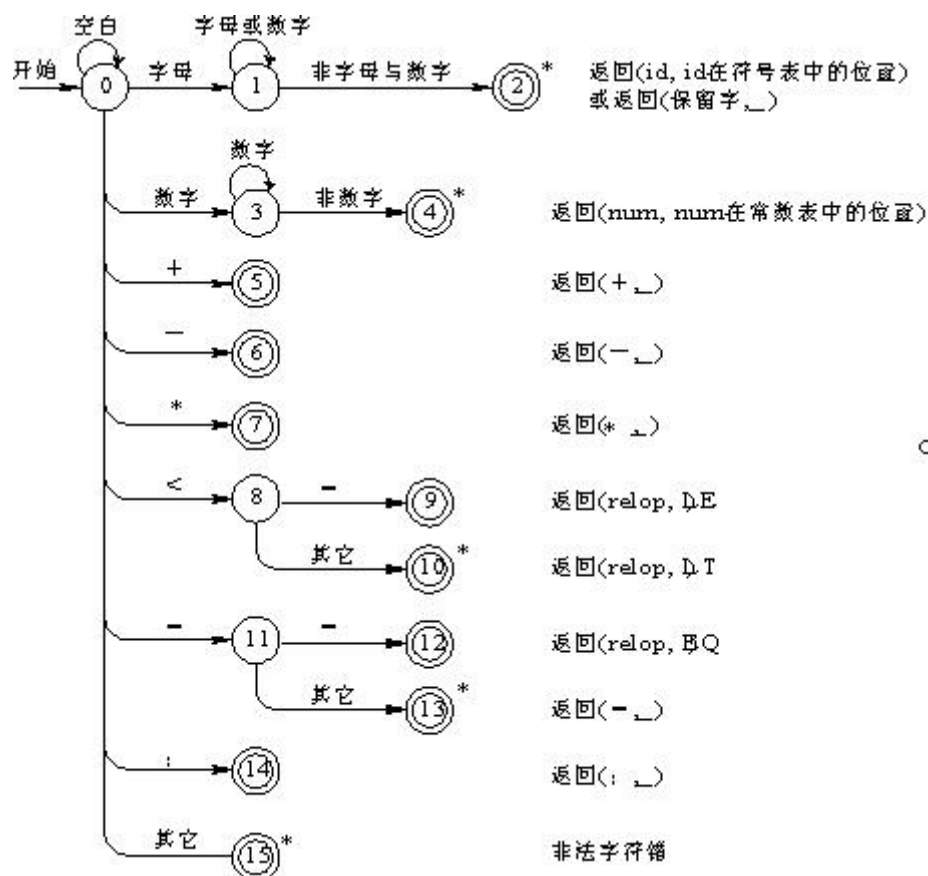 空白
字母或数字
开始
0
字母
1
非字母与数字
2
*
返回(id, id在符号表中的位置)
或返回(保留字,_)
数字
数字
3
非数字
4
*
返回(num, num在常数表中的位置)
+
5
返回(+,_)
—
6
返回(—,_)
*
7
返回(* ,_)
<
8
=
9
返回(relop, LE)
其它
10
*
返回(relop, LT)
=
11
=
12
返回(relop, EQ)
其它
13
*
返回(=,_)
;
14
返回(; ,_)
其它
15
*
非法字符错